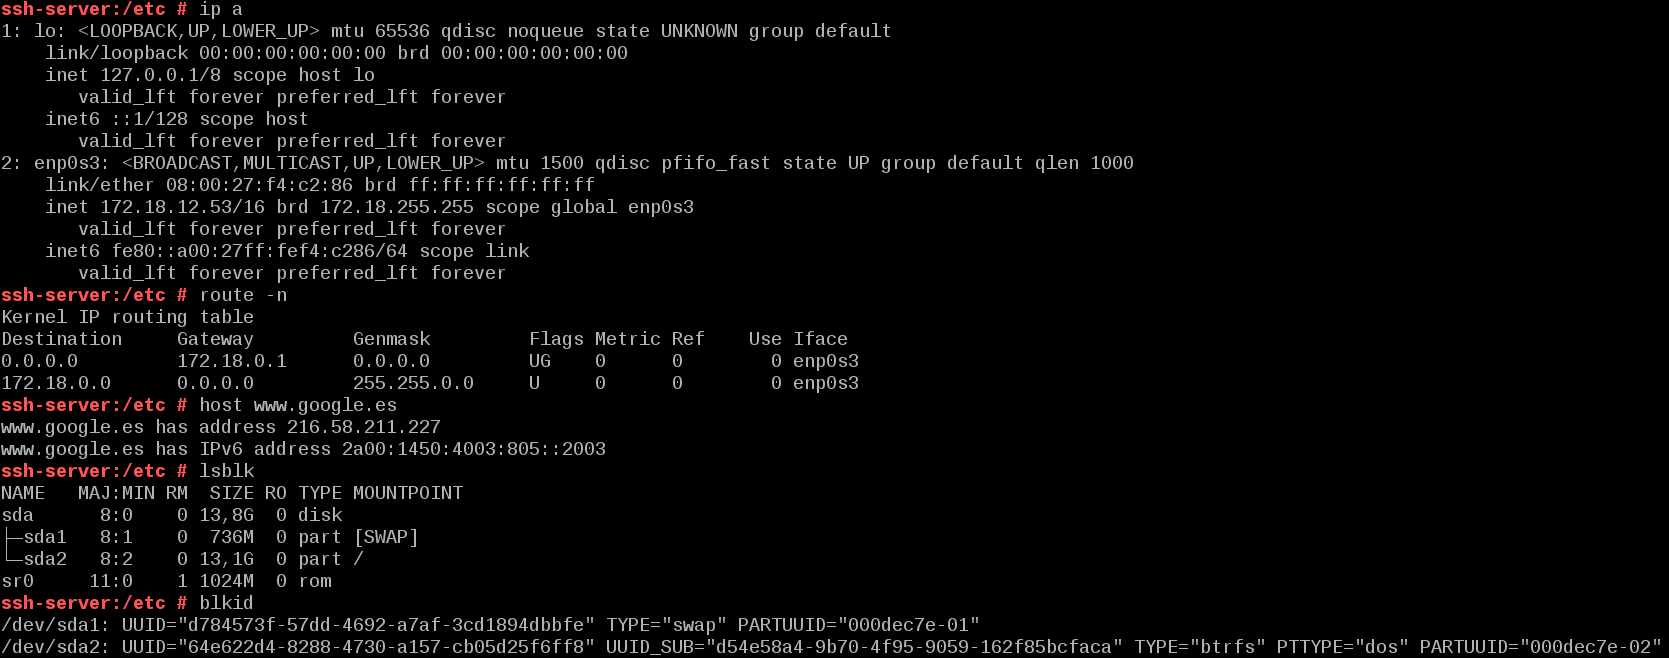 ssh-server:/etc # ip a
1: lo: <LOOPBACK,UP,LOWER_UP> mtu 65536 qdisc noqueue state UNKNOWN group default
    link/loopback 00:00:00:00:00:00 brd 00:00:00:00:00:00
    inet 127.0.0.1/8 scope host lo
       valid_lft forever preferred_lft forever
    inet6 ::1/128 scope host
       valid_lft forever preferred_lft forever
2: enp0s3: <BROADCAST,MULTICAST,UP,LOWER_UP> mtu 1500 qdisc pfifo_fast state UP group default qlen 1000
    link/ether 08:00:27:f4:c2:86 brd ff:ff:ff:ff:ff:ff
    inet 172.18.12.53/16 brd 172.18.255.255 scope global enp0s3
       valid_lft forever preferred_lft forever
    inet6 fe80::a00:27ff:fef4:c286/64 scope link
       valid_lft forever preferred_lft forever
ssh-server:/etc # route -n
Kernel IP routing table
Destination     Gateway         Genmask         Flags Metric Ref    Use Iface
0.0.0.0         172.18.0.1      0.0.0.0         UG    0      0        0 enp0s3
172.18.0.0      0.0.0.0         255.255.0.0     U     0      0        0 enp0s3
ssh-server:/etc # host www.google.es
www.google.es has address 216.58.211.227
www.google.es has IPv6 address 2a00:1450:4003:805::2003
ssh-server:/etc # lsblk
NAME   MAJ:MIN RM  SIZE RO TYPE MOUNTPOINT
sda      8:0    0 13,8G  0 disk
├─sda1   8:1    0  736M  0 part [SWAP]
└─sda2   8:2    0 13,1G  0 part /
sr0     11:0    1 1024M  0 rom
ssh-server:/etc # blkid
/dev/sda1: UUID="d784573f-57dd-4692-a7af-3cd1894dbbfe" TYPE="swap" PARTUUID="000dec7e-01"
/dev/sda2: UUID="64e622d4-8288-4730-a157-cb05d25f6ff8" UUID_SUB="d54e58a4-9b70-4f95-9059-162f85bcfaca" TYPE="btrfs" PTTYPE="dos" PARTUUID="000dec7e-02"